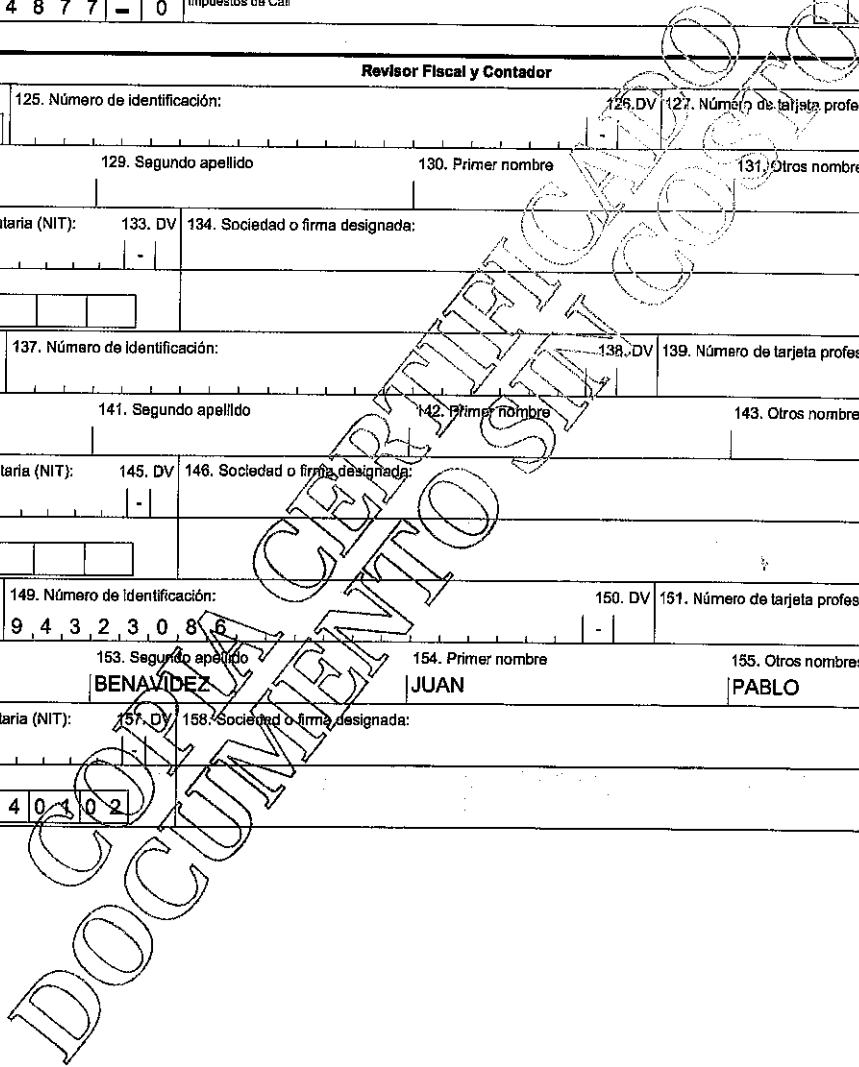 4 8 7 7 - 0 Impuestos de Cali
Revisor Fiscal y Contador
125. Número de identificación: 126.DV 127. Número de tarjeta profe
-
129. Segundo apellido 130. Primer nombre 131. Otros nombre
taria (NIT): 133. DV 134. Sociedad o firma designada:
-
137. Número de identificación: 138. DV 139. Número de tarjeta profes
141. Segundo apellido 142. Primer nombre 143. Otros nombre
taria (NIT): 145. DV 146. Sociedad o firma designada:
-
149. Número de identificación: 150. DV 151. Número de tarjeta profes
9 4 3 2 3 0 8 6 -
153. Segundo apellido 154. Primer nombre 155. Otros nombres
BENAVIDEZ JUAN PABLO
taria (NIT): 157. DV 158. Sociedad o firma designada:
-
4 0 1 0 2
COPIA CERTIFICADO
DOCUMENTO SIN COSTO